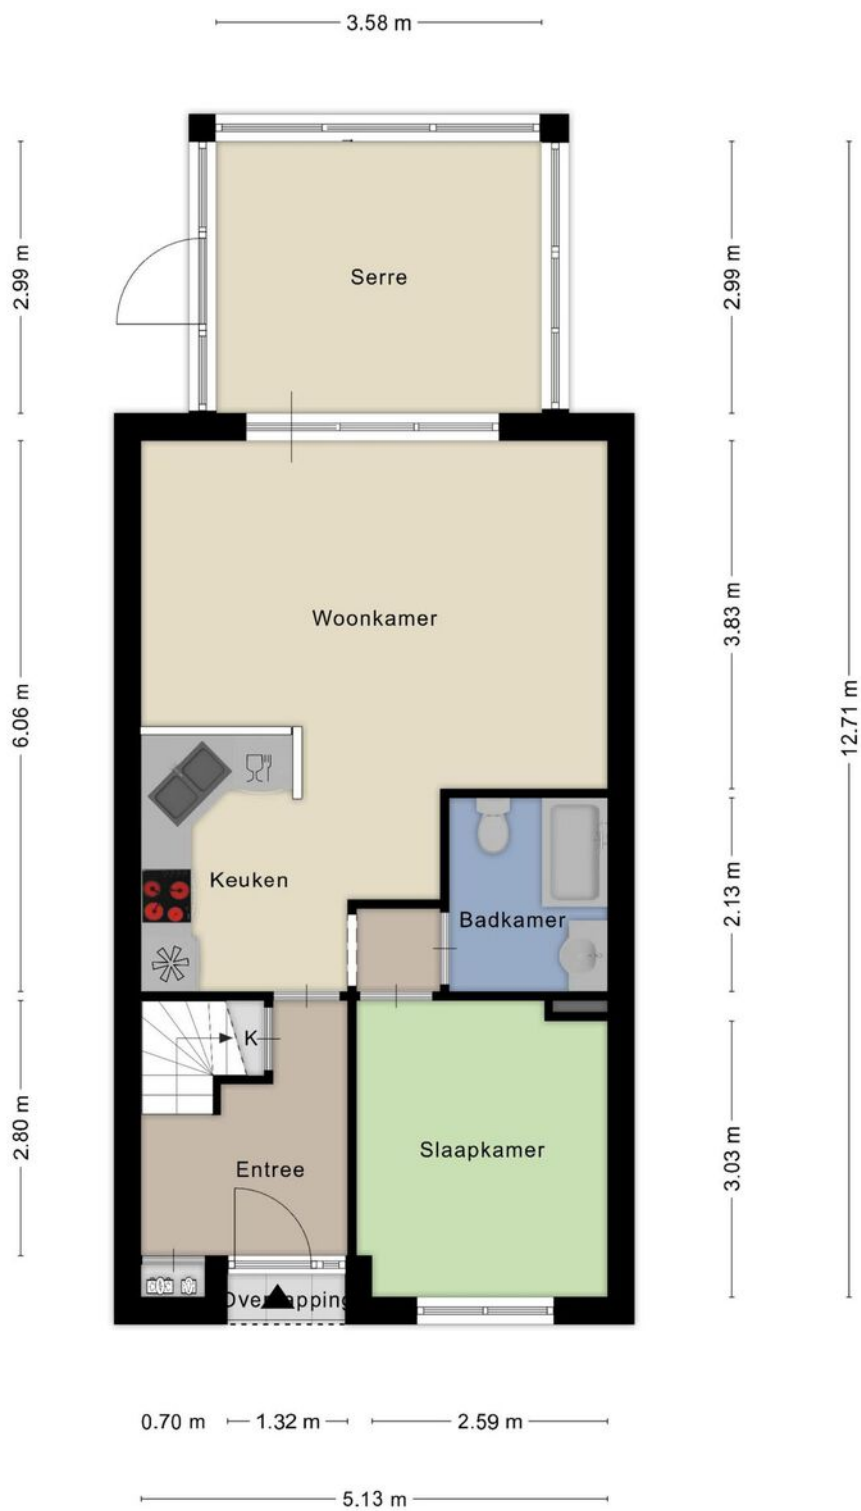 3.58 m
2.99 m
2.99 m
Serre
3.83 m
Woonkamer
6.06 m
12.71 m
Keuken
2.13 m
Badkamer
K
2.80 m
3.03 m
Slaapkamer
Entree
0.70 m
1.32 m
2.59 m
5.13 m